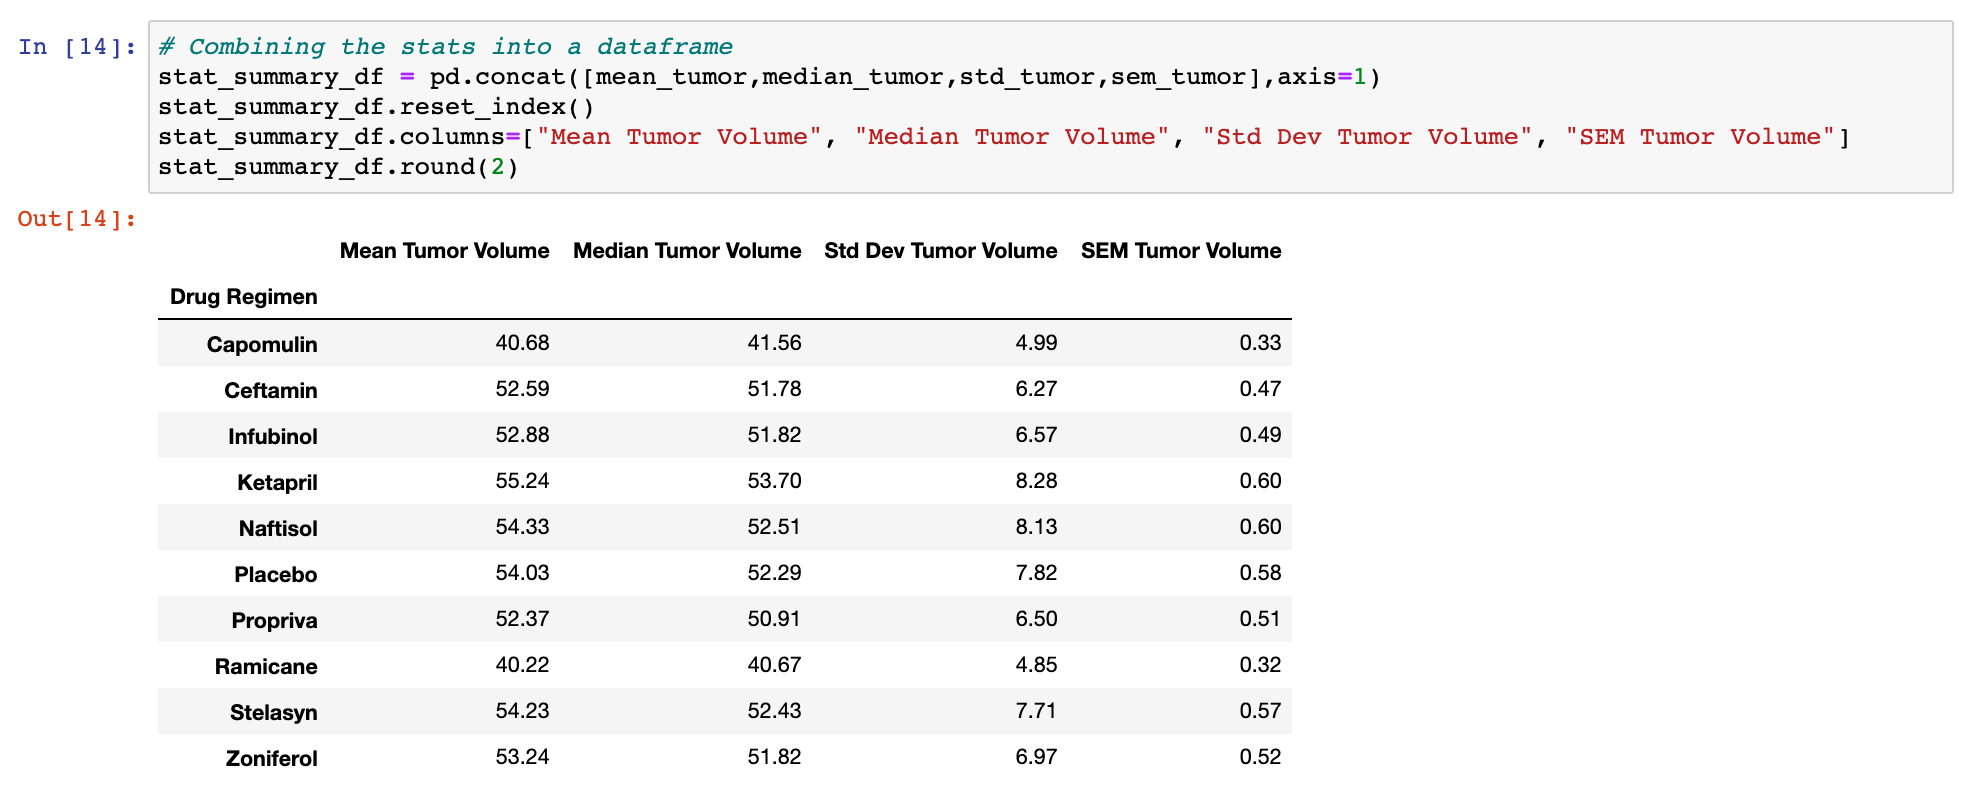 In [14]:
# Combining the stats into a dataframe
stat_summary_df = pd.concat([mean_tumor,median_tumor,std_tumor,sem_tumor],axis=1)
stat_summary_df.reset_index()
stat_summary_df.columns=["Mean Tumor Volume", "Median Tumor Volume", "Std Dev Tumor Volume", "SEM Tumor Volume"]
stat_summary_df.round(2)
Out[14]:
Mean Tumor Volume Median Tumor Volume Std Dev Tumor Volume SEM Tumor Volume
Drug Regimen
Capomulin 40.68 41.56 4.99 0.33
Ceftamin 52.59 51.78 6.27 0.47
Infubinol 52.88 51.82 6.57 0.49
Ketapril 55.24 53.70 8.28 0.60
Naftisol 54.33 52.51 8.13 0.60
Placebo 54.03 52.29 7.82 0.58
Propriva 52.37 50.91 6.50 0.51
Ramicane 40.22 40.67 4.85 0.32
Stelasyn 54.23 52.43 7.71 0.57
Zoniferol 53.24 51.82 6.97 0.52